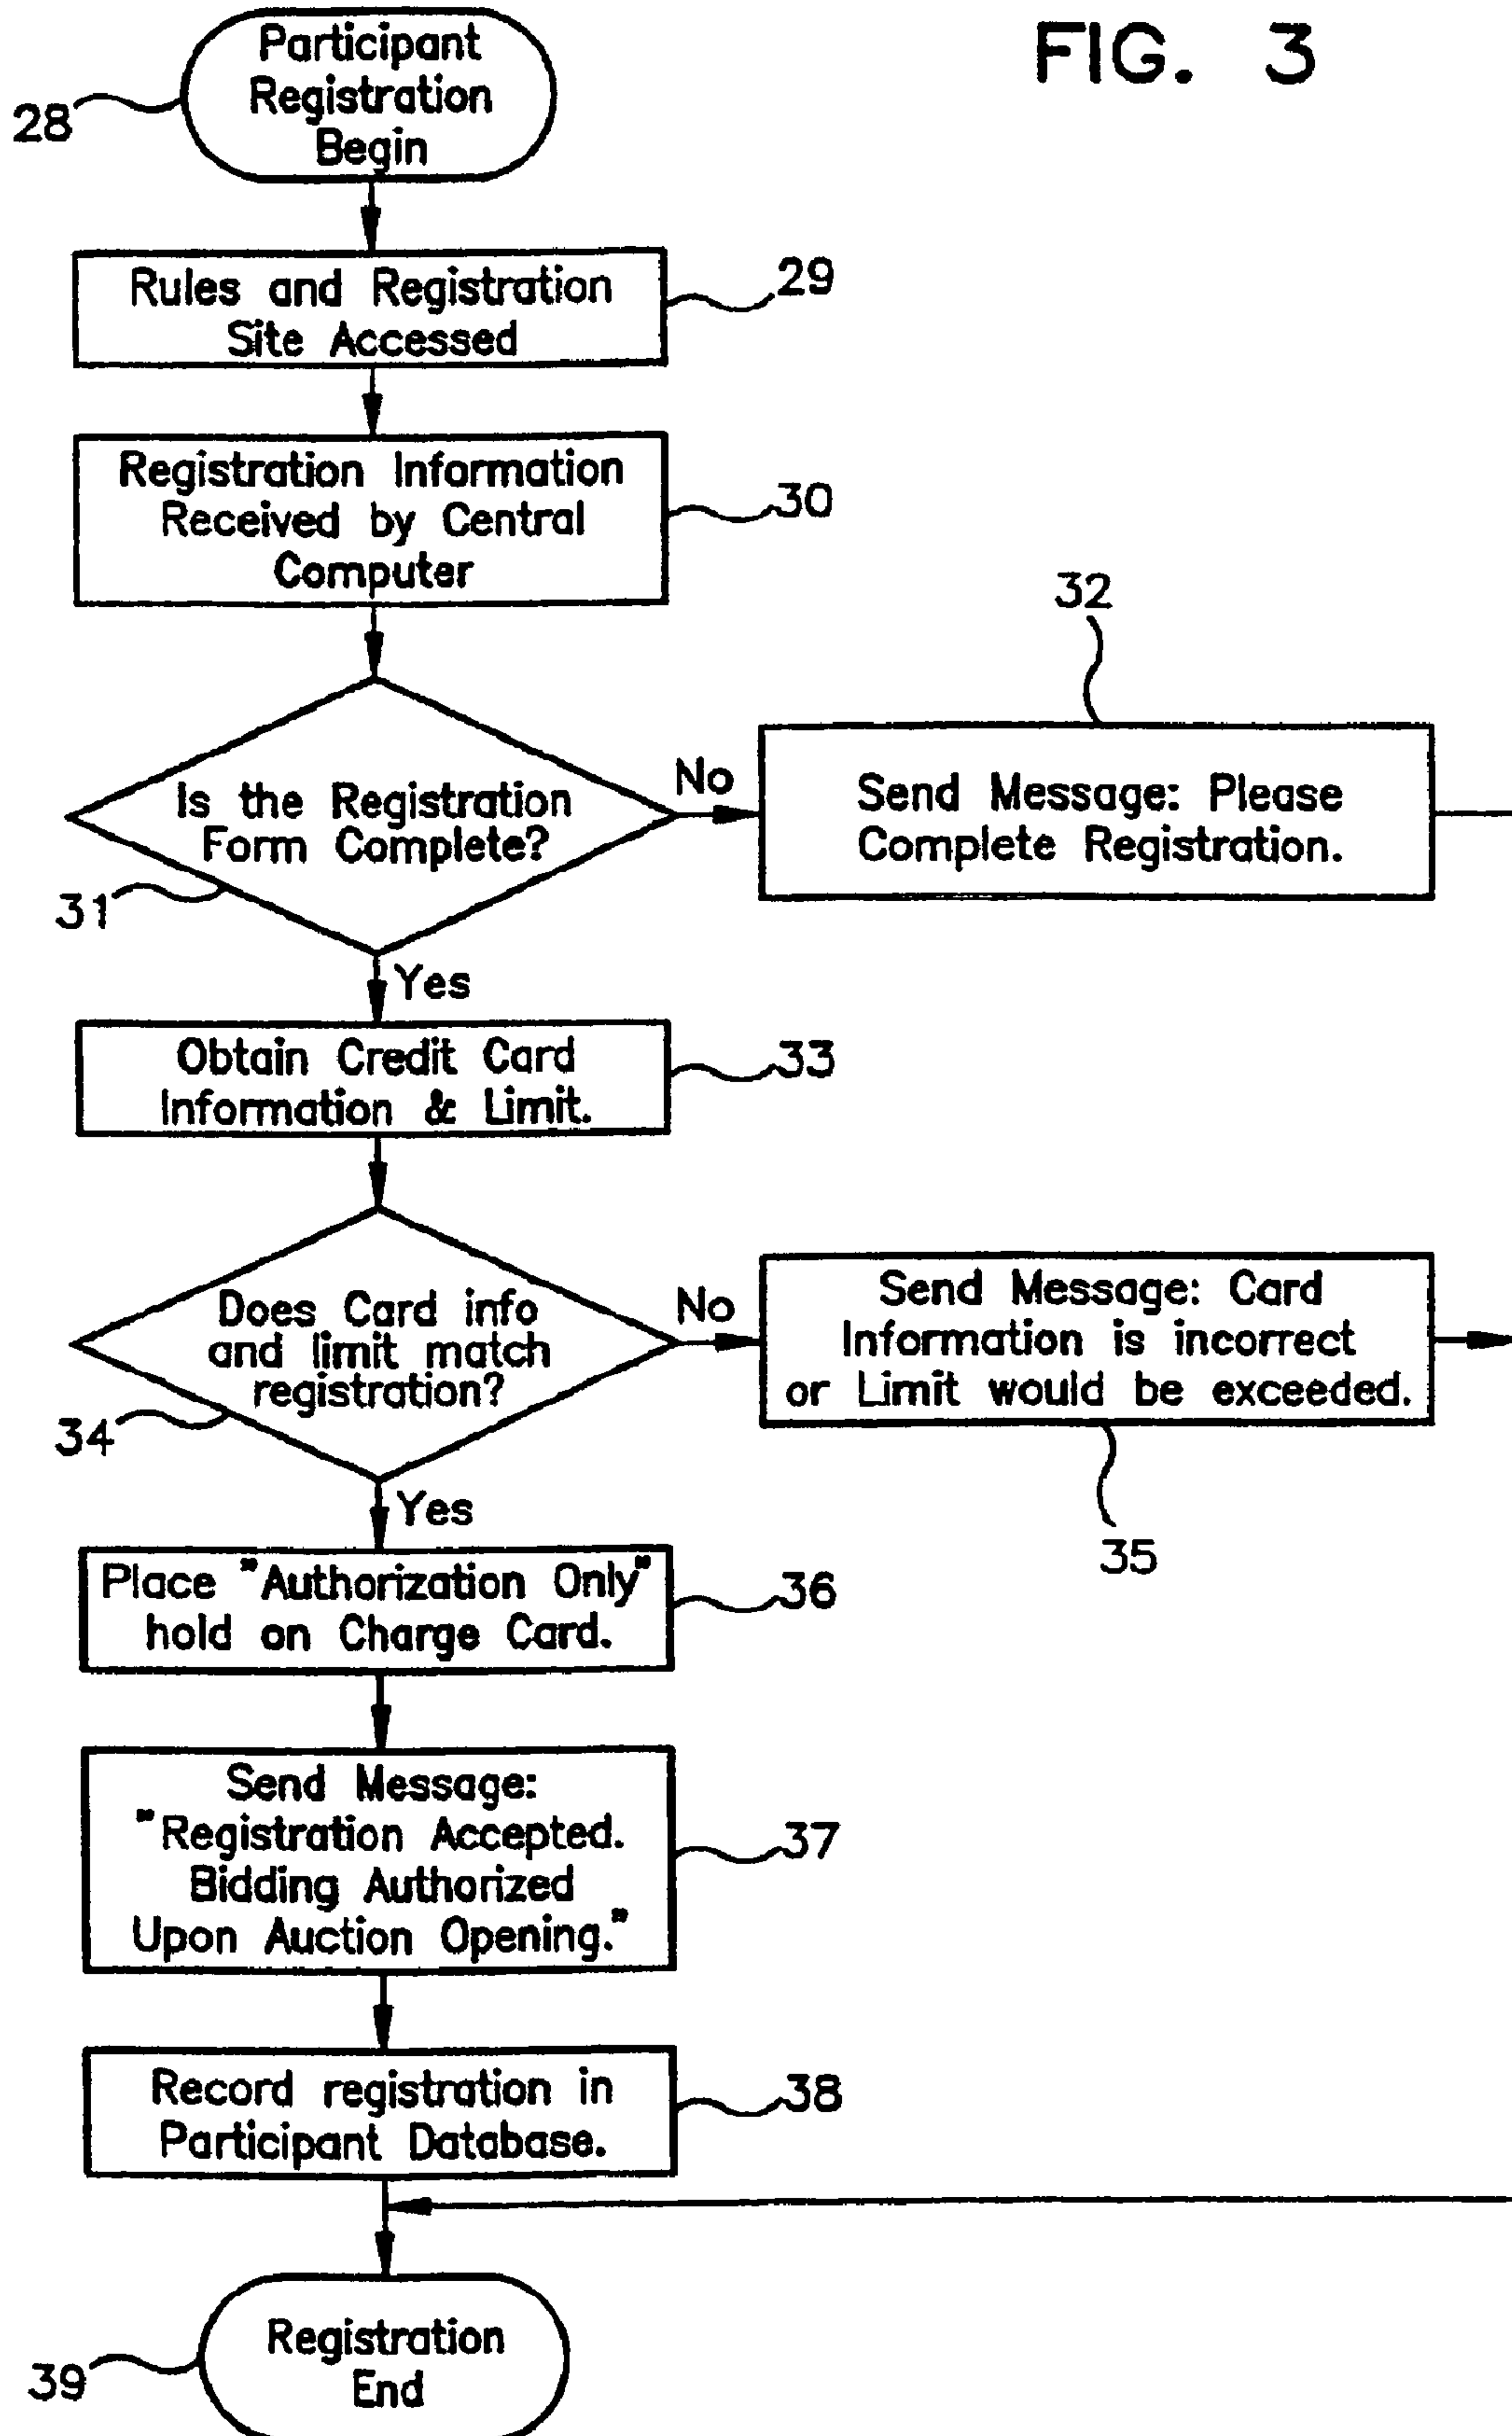 FIG. 3
Participant
Registration
Begin
28
Rules and Registration
Site Accessed
29
Registration Information
Received by Central
Computer
30
Is the Registration
Form Complete?
31
No
32
Send Message: Please
Complete Registration.
Yes
Obtain Credit Card
Information & Limit.
33
Does Card info
and limit match
registration?
34
No
Send Message: Card
Information is incorrect
or Limit would be exceeded.
35
Yes
Place "Authorization Only"
hold on Charge Card.
36
Send Message:
"Registration Accepted.
Bidding Authorized
Upon Auction Opening."
37
Record registration in
Participant Database.
38
Registration
End
39